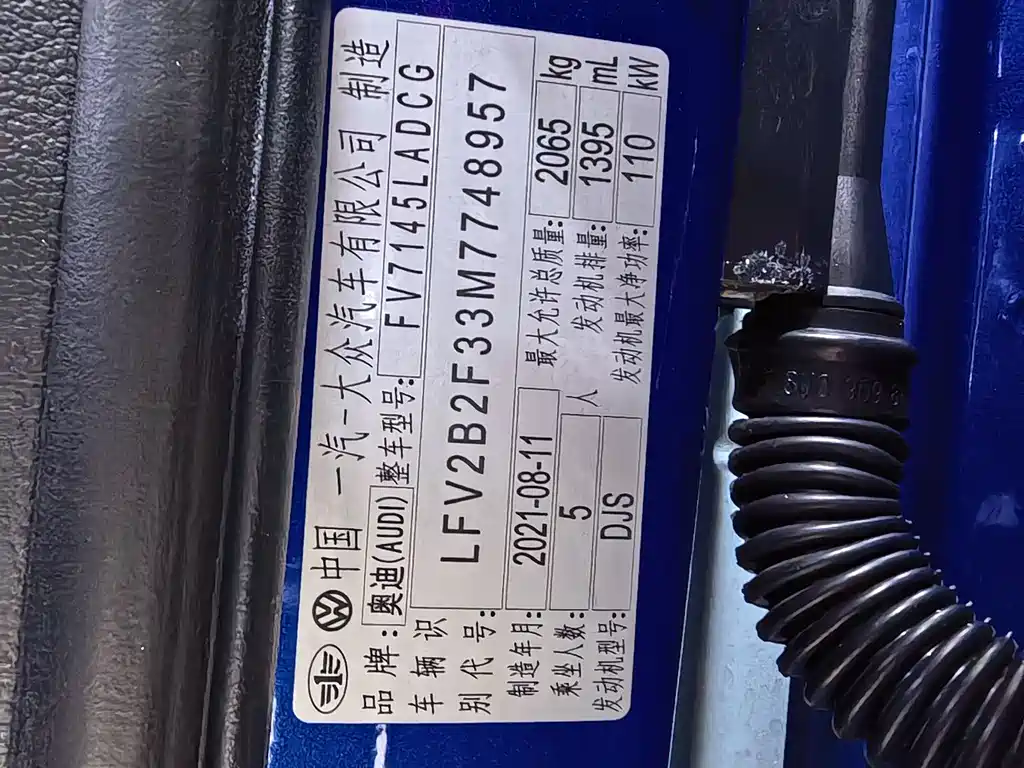 中国 一汽-大众汽车有限公司 制造
品牌: 奥迪(AUDI) 整车型号: FV7145LADCG
车辆识别代号: LFV2B2F33M7748957
制造年月: 2021-08-11 最大允许总质量: 2065 kg
乘坐人数: 5 人 发动机排量: 1395 mL
发动机型号: DJS 发动机最大净功率: 110 kW